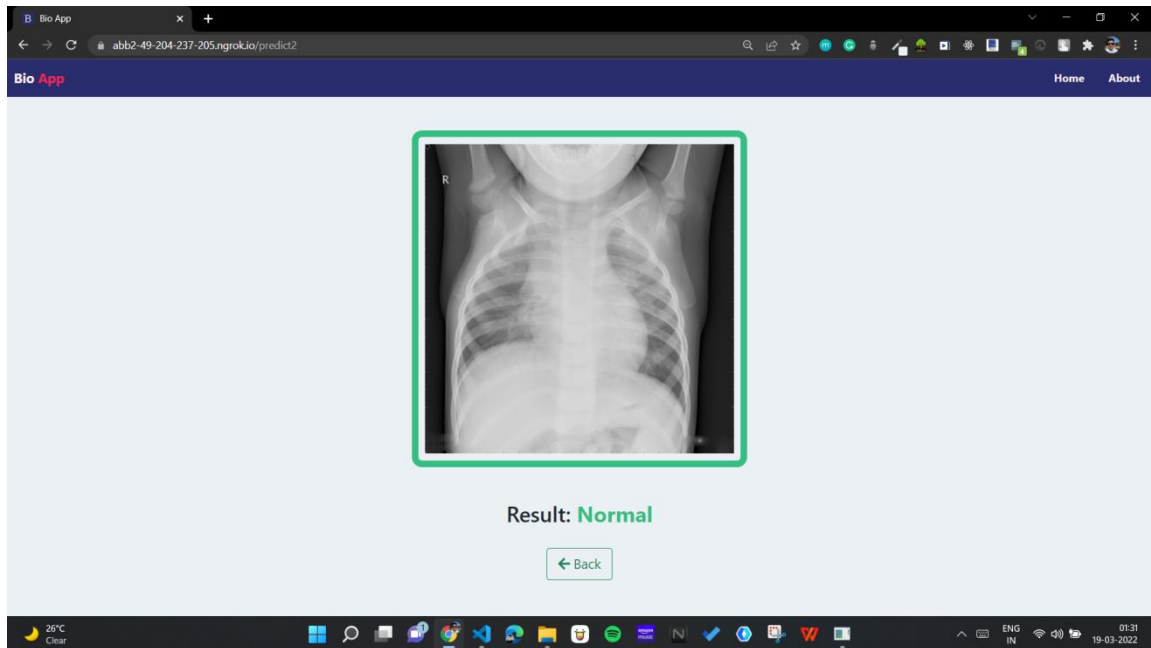 B Bio App
abb2-49-204-237-205.ngrok.io/predict2
Bio App
Home About
R
Result: Normal
← Back
26°C
Clear
ENG
IN
01:31
19-03-2022